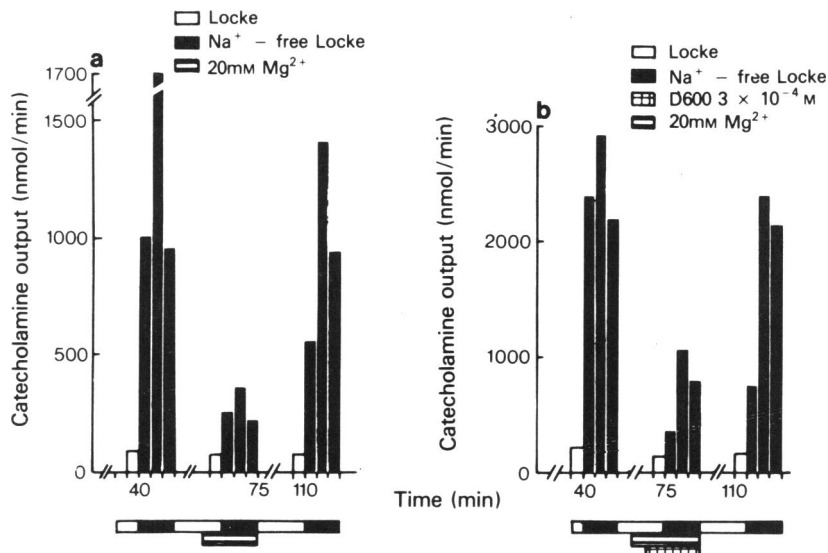 Locke
Na⁺ – free Locke
20mM Mg²⁺
a
Catecholamine output (nmol/min)
1700
1500
1000
500
0
40
75
110
Time (min)
Locke
Na⁺ – free Locke
D600 3 × 10⁻⁴ M
20mM Mg²⁺
b
Catecholamine output (nmol/min)
3000
2000
1000
0
40
75
110